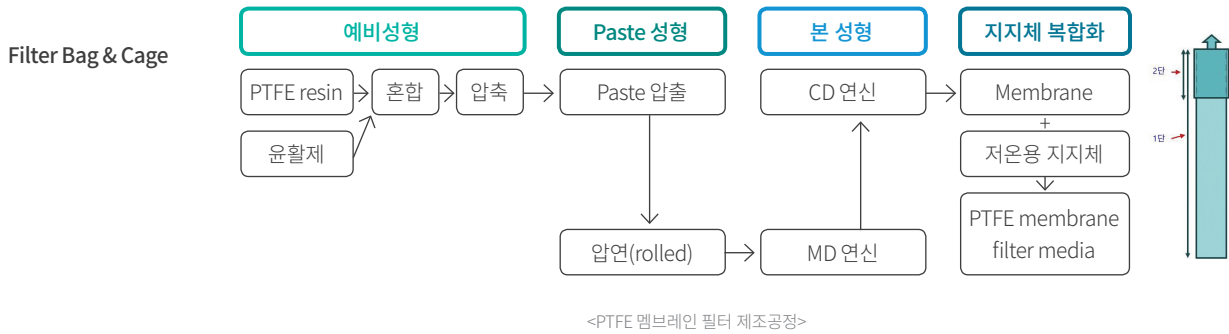 Filter Bag & Cage
예비성형
Paste 성형
본 성형
지지체 복합화
PTFE resin
혼합
압축
윤활제
Paste 압출
압연(rolled)
CD 연신
MD 연신
Membrane
+
저온용 지지체
PTFE membrane
filter media
2단
1단
<PTFE 멤브레인 필터 제조공정>